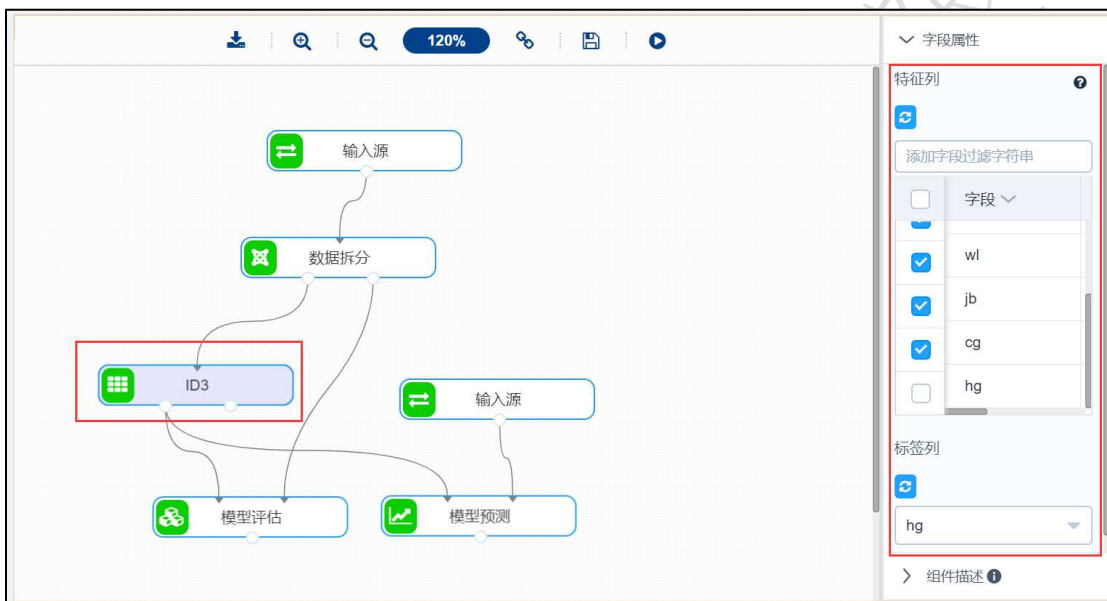 120%
字段属性
特征列
添加字段过滤字符串
字段
wl
jb
cg
hg
标签列
hg
组件描述
输入源
数据拆分
ID3
输入源
模型评估
模型预测